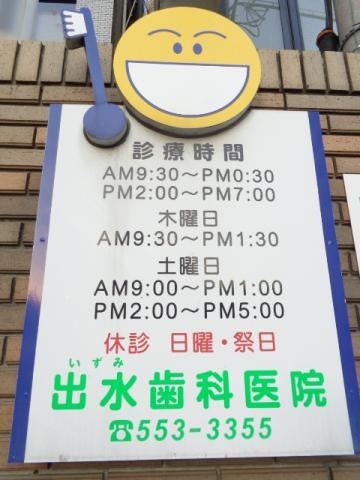 診療時間
AM9:30〜PM0:30
PM2:00〜PM7:00
木曜日
AM9:30〜PM1:30
土曜日
AM9:00〜PM1:00
PM2:00〜PM5:00
休診 日曜・祭日
いずみ
出水歯科医院
☎553-3355